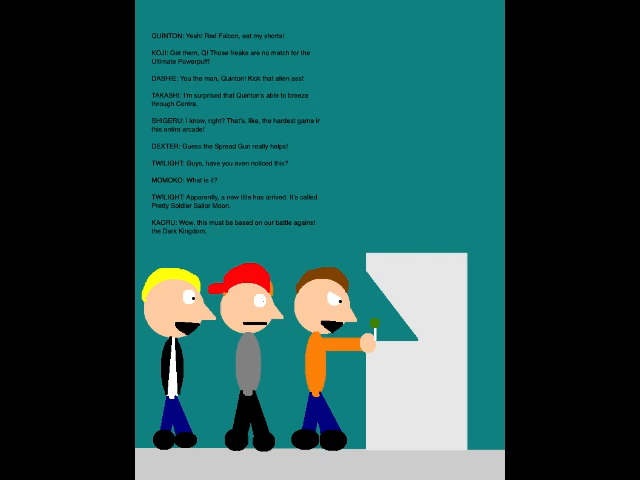 QUINTON: Yeah! Red Falcon, eat my shorts!
KOJI: Get them, Q! Those freaks are no match for the
Ultimate Powerpuff!
DASHIE: You the man, Quinton! Kick that alien ass!
TAKASHI: I'm surprised that Quinton's able to breeze
through Contra.
SHIGERU: I know, right? That's, like, the hardest game in
this entire arcade!
DEXTER: Guess the Spread Gun really helps!
TWILIGHT: Guys, have you even noticed this?
MOMOKO: What is it?
TWILIGHT: Apparently, a new title has arrived. It's called
Pretty Soldier Sailor Moon.
KAORU: Wow, this must be based on our battle against
the Dark Kingdom.